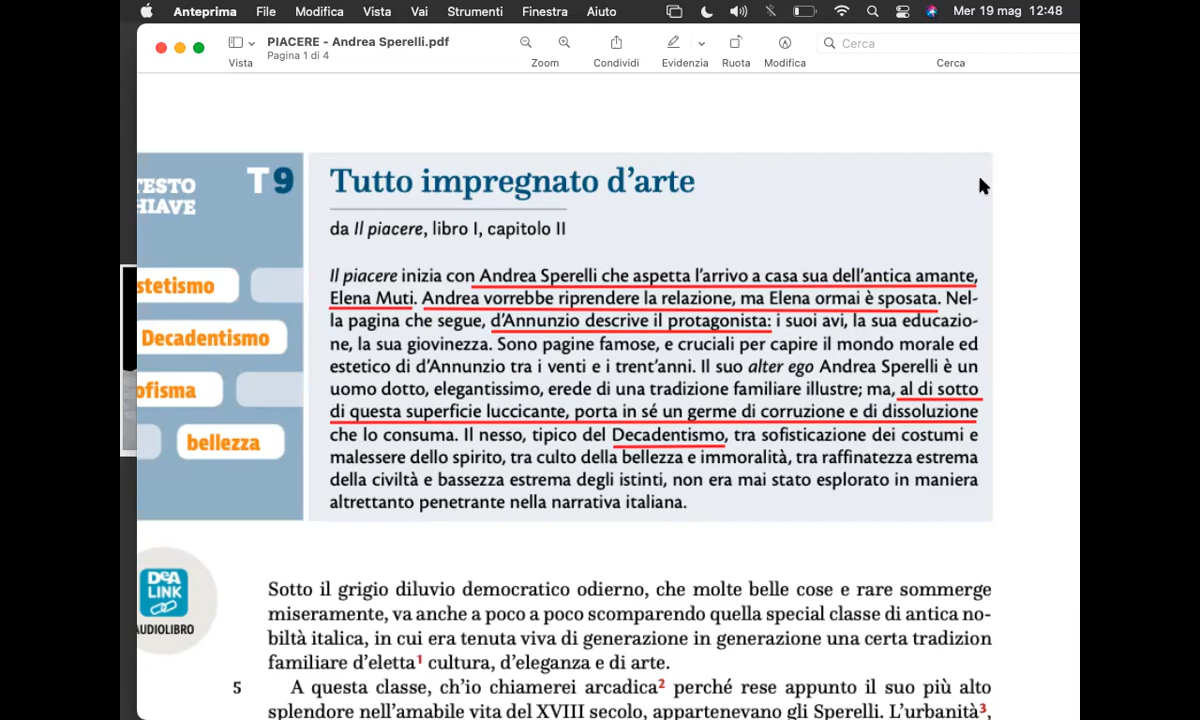 Anteprima File Modifica Vista Vai Strumenti Finestra Aiuto Mer 19 mag 12:48
PIACERE - Andrea Sperelli.pdf
Pagina 1 di 4
Cerca
Vista Zoom Condividi Evidenzia Ruota Modifica Cerca
TESTO
HIAVE
T9
stetismo
Decadentismo
ofisma
bellezza
Tutto impregnato d'arte
da Il piacere, libro I, capitolo II
Il piacere inizia con Andrea Sperelli che aspetta l'arrivo a casa sua dell'antica amante,
Elena Muti. Andrea vorrebbe riprendere la relazione, ma Elena ormai è sposata. Nel-
la pagina che segue, d'Annunzio descrive il protagonista: i suoi avi, la sua educazio-
ne, la sua giovinezza. Sono pagine famose, e cruciali per capire il mondo morale ed
estetico di d'Annunzio tra i venti e i trent'anni. Il suo alter ego Andrea Sperelli è un
uomo dotto, elegantissimo, erede di una tradizione familiare illustre; ma, al di sotto
di questa superficie luccicante, porta in sé un germe di corruzione e di dissoluzione
che lo consuma. Il nesso, tipico del Decadentismo, tra sofisticazione dei costumi e
malessere dello spirito, tra culto della bellezza e immoralità, tra raffinatezza estrema
della civiltà e bassezza estrema degli istinti, non era mai stato esplorato in maniera
altrettanto penetrante nella narrativa italiana.
DeA
LINK
AUDIOLIBRO
Sotto il grigio diluvio democratico odierno, che molte belle cose e rare sommerge
miseramente, va anche a poco a poco scomparendo quella special classe di antica no-
biltà italica, in cui era tenuta viva di generazione in generazione una certa tradizion
familiare d'eletta1 cultura, d'eleganza e di arte.
5 A questa classe, ch'io chiamerei arcadica2 perché rese appunto il suo più alto
splendore nell'amabile vita del XVIII secolo, appartenevano gli Sperelli. L'urbanità3,